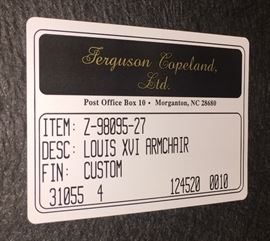 Ferguson Copeland,
Ltd.
Post Office Box 10 • Morganton, NC 28680
ITEM: Z-98095-27
DESC: LOUIS XVI ARMCHAIR
FIN: CUSTOM
31055 4 124520 0010